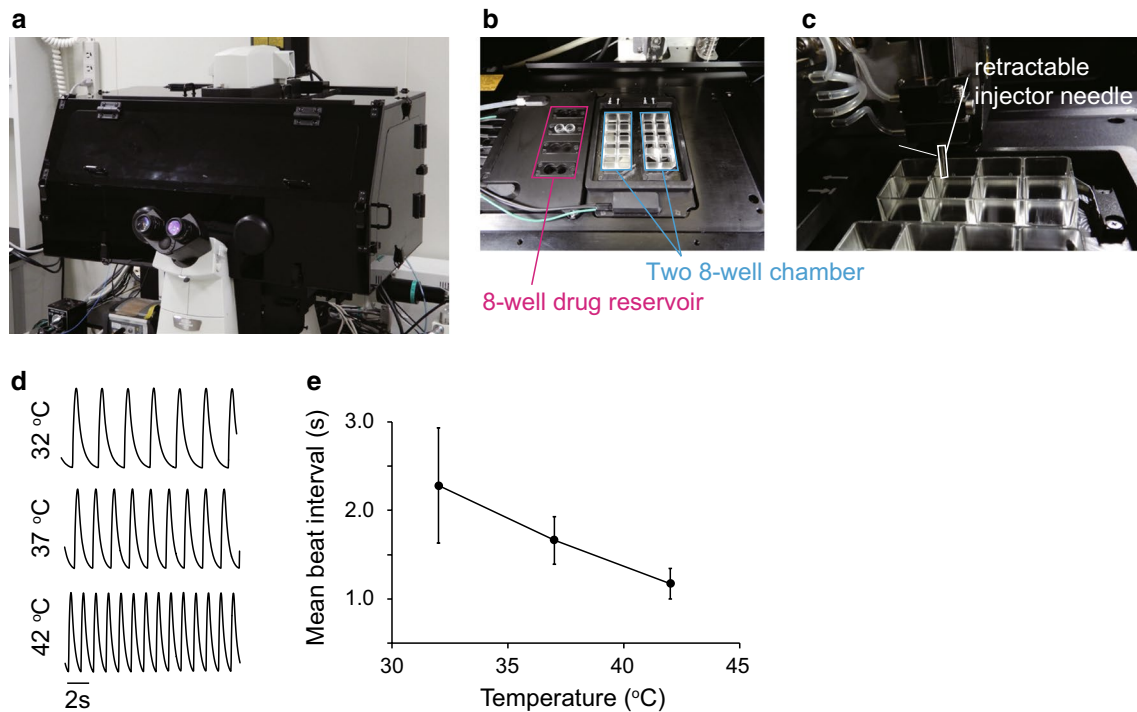 a
b
c
retractable
injector needle
Two 8-well chamber
8-well drug reservoir
d
32 °C
37 °C
42 °C
2s
e
Mean beat interval (s)
3.0
2.0
1.0
30
35
40
45
Temperature (°C)